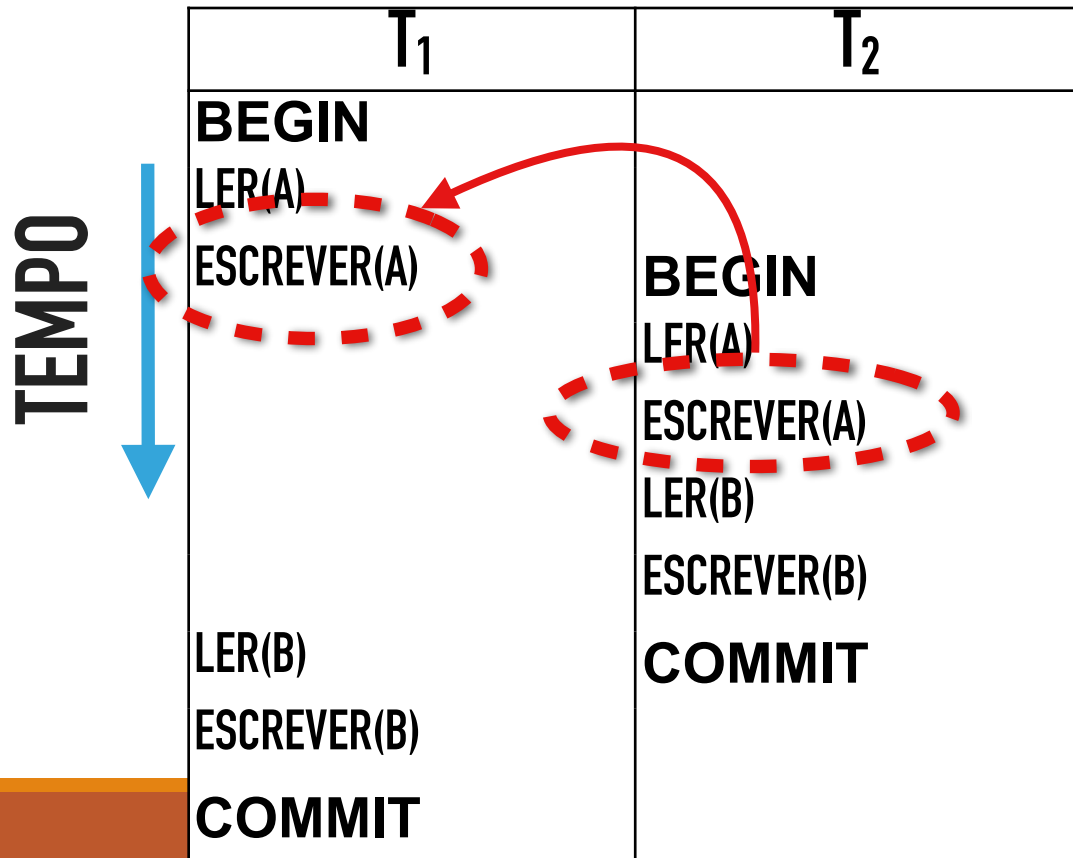 TEMPO
T₁ T₂
BEGIN
LER(A)
ESCREVER(A)
BEGIN
LER(A)
ESCREVER(A)
LER(B)
ESCREVER(B)
LER(B)
COMMIT
ESCREVER(B)
COMMIT